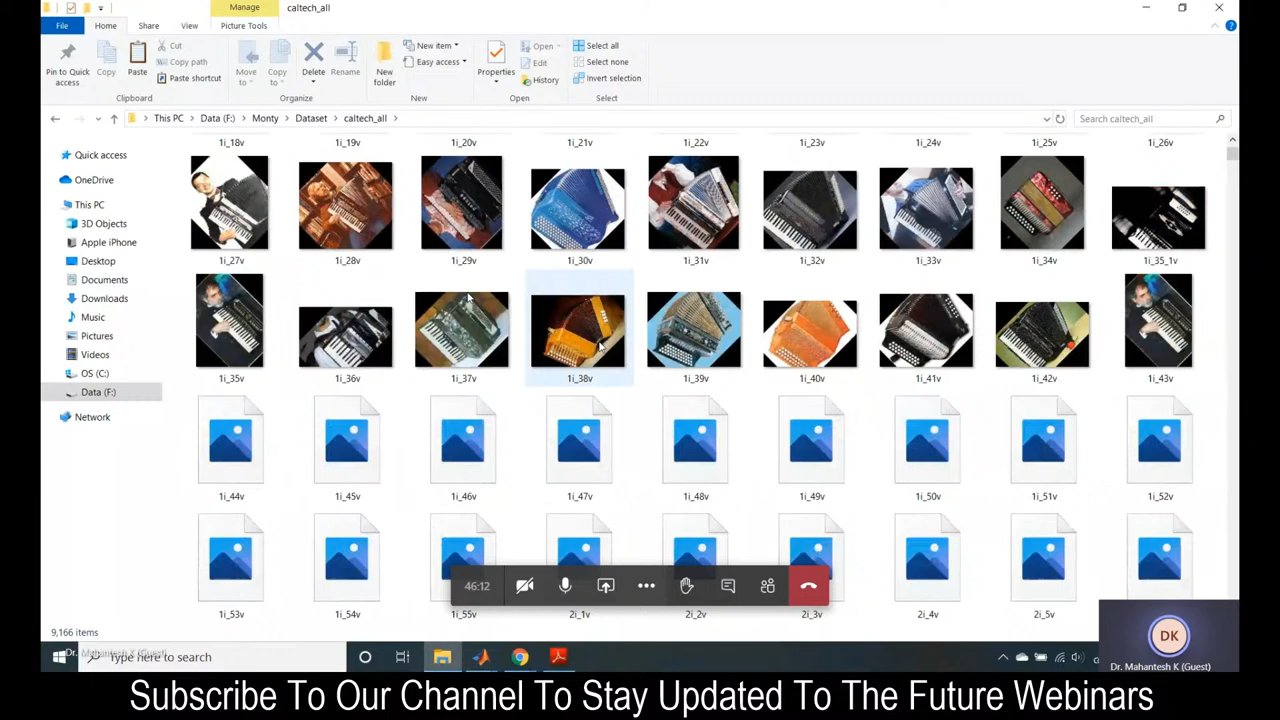 Manage
caltech_all
File
Home
Share
View
Picture Tools
Pin to Quick access
Copy
Paste
Cut
Copy path
Paste shortcut
Move to
Copy to
Delete
Rename
New folder
New item
Easy access
Properties
Open
Edit
History
Select all
Select none
Invert selection
Clipboard
Organize
New
Open
Select
This PC
Data (F:)
Monty
Dataset
caltech_all
Search caltech_all
Quick access
OneDrive
This PC
3D Objects
Apple iPhone
Desktop
Documents
Downloads
Music
Pictures
Videos
OS (C:)
Data (F:)
Network
1i_18v 1i_19v 1i_20v 1i_21v 1i_22v 1i_23v 1i_24v 1i_25v 1i_26v
1i_27v 1i_28v 1i_29v 1i_30v 1i_31v 1i_32v 1i_33v 1i_34v 1i_35_1v
1i_35v 1i_36v 1i_37v 1i_38v 1i_39v 1i_40v 1i_41v 1i_42v 1i_43v
1i_44v 1i_45v 1i_46v 1i_47v 1i_48v 1i_49v 1i_50v 1i_51v 1i_52v
1i_53v 1i_54v 1i_55v 2i_1v 2i_2v 2i_3v 2i_4v 2i_5v
46:12
9,166 items
DK
Dr. Mahantesh K (Guest)
Dr. Mahantesh K (Guest)
Type here to search
Subscribe To Our Channel To Stay Updated To The Future Webinars